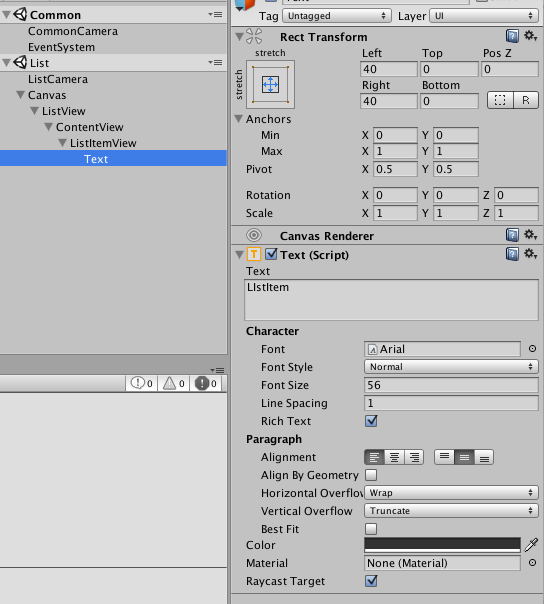 Common
CommonCamera
EventSystem
List
ListCamera
Canvas
ListView
ContentView
ListItemView
Text
0 0 0
Tag Untagged Layer UI
Rect Transform
stretch
stretch
Left Top Pos Z
40 0 0
Right Bottom
40 0 R
Anchors
Min X 0 Y 0
Max X 1 Y 1
Pivot X 0.5 Y 0.5
Rotation X 0 Y 0 Z 0
Scale X 1 Y 1 Z 1
Canvas Renderer
T Text (Script)
Text
LIstItem
Character
Font Arial
Font Style Normal
Font Size 56
Line Spacing 1
Rich Text
Paragraph
Alignment
Align By Geometry
Horizontal Overflow Wrap
Vertical Overflow Truncate
Best Fit
Color
Material None (Material)
Raycast Target